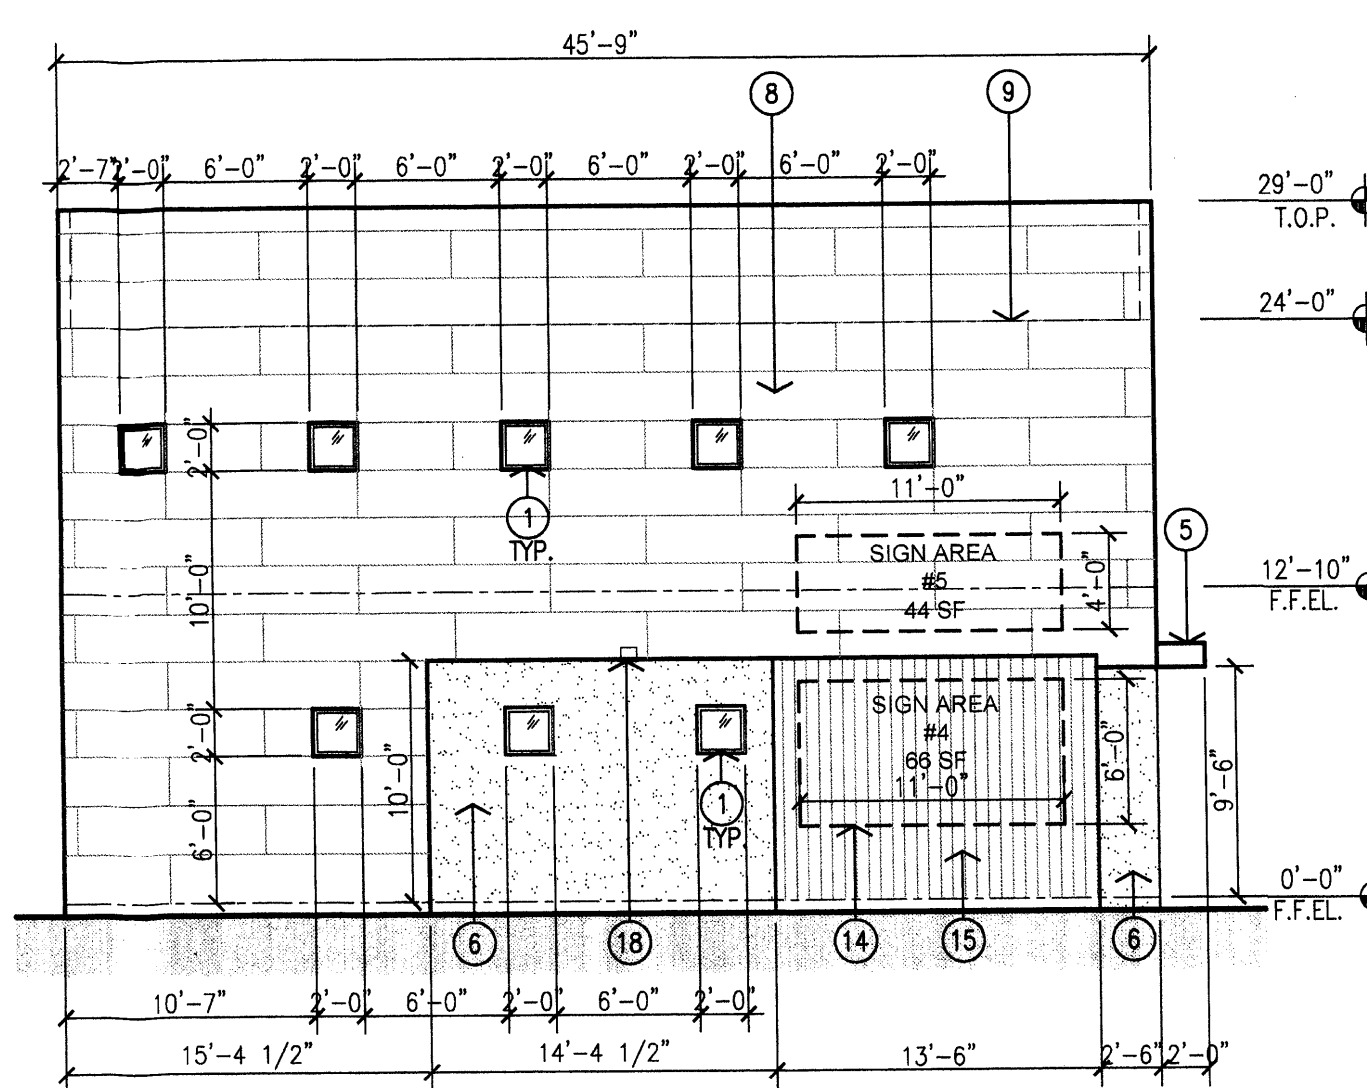 45'-9"
8
9
2'-7" 2'-0" 6'-0" 2'-0" 6'-0" 2'-0" 6'-0" 2'-0" 6'-0" 2'-0"
29'-0"
T.O.P.
24'-0"
2'-0"
11'-0"
1
TYP.
5
SIGN AREA
#5
44 SF
4'-0"
10'-0"
12'-10"
F.F.EL.
SIGN AREA
#4
66 SF
11'-0"
2'-0"
10'-0"
6'-0"
9'-6"
1
TYP.
6'-0"
0'-0"
F.F.EL.
6
18
14
15
6
10'-7" 2'-0" 6'-0" 2'-0" 6'-0" 2'-0"
15'-4 1/2" 14'-4 1/2" 13'-6" 2'-6" 2'-0"